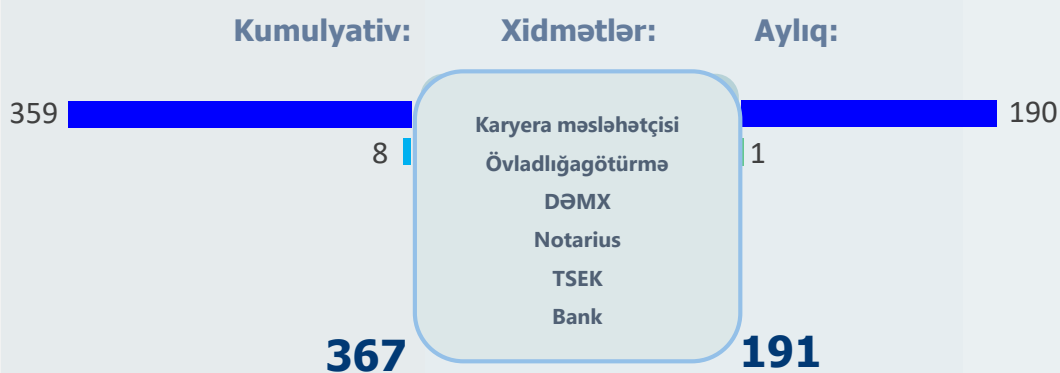 Kumulyativ: Xidmətlər: Aylıq:
359 Karyera məsləhətçisi 190
8 Övladlığagötürmə 1
DƏMX
Notarius
TSEK
Bank
367 191